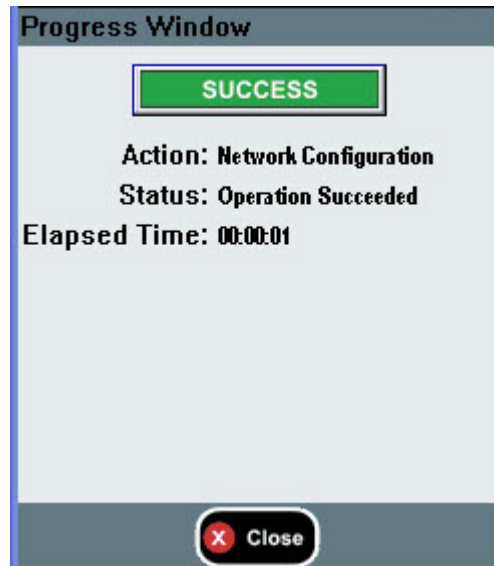 Progress Window
SUCCESS
Action: Network Configuration
Status: Operation Succeeded
Elapsed Time: 00:00:01
X Close